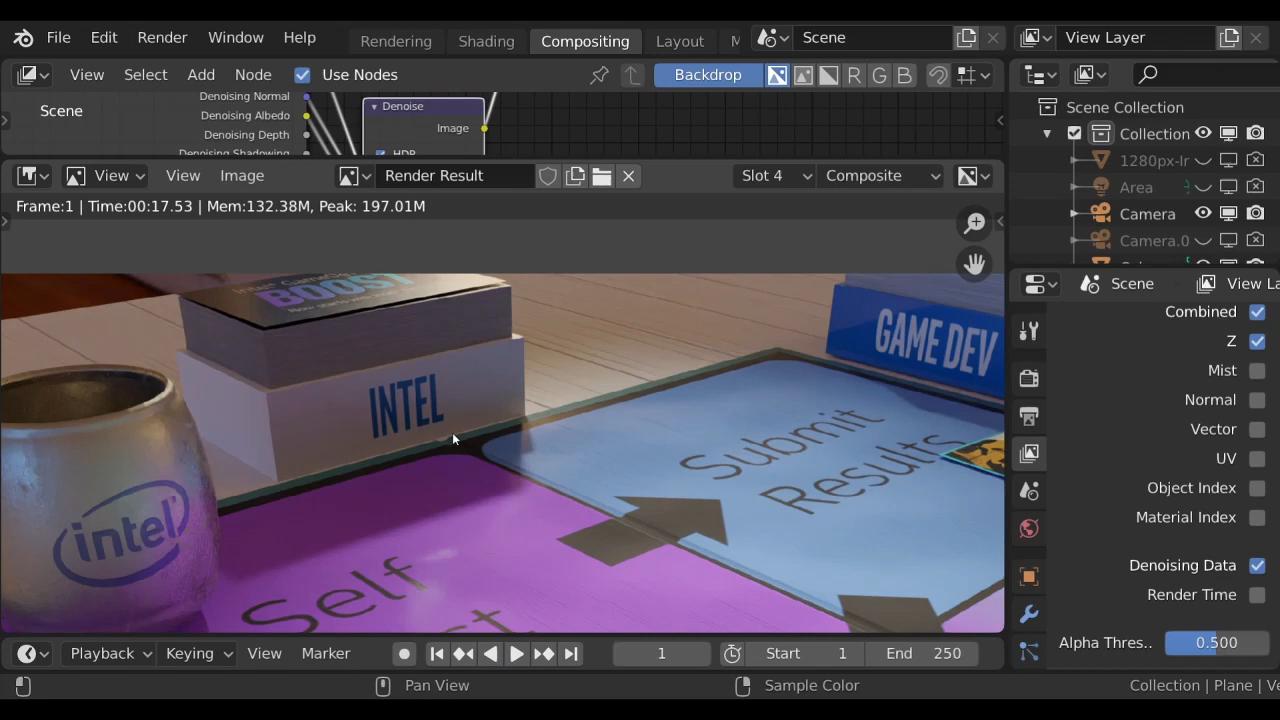 File Edit Render Window Help Rendering Shading Compositing Layout Scene View Layer
View Select Add Node Use Nodes Backdrop R G B
Scene
Denoising Normal
Denoising Albedo
Denoising Depth
Denoising Shadowing
Denoise
Image
HDR
Scene Collection
Collection
1280px-Ir
Area
Camera
Camera.0
View View Image Render Result Slot 4 Composite
Frame:1 | Time:00:17.53 | Mem:132.38M, Peak: 197.01M
BOOST
INTEL
GAME DEV
intel
Submit
Results
Self
Scene View La
Combined
Z
Mist
Normal
Vector
UV
Object Index
Material Index
Denoising Data
Render Time
Alpha Thres.. 0.500
Playback Keying View Marker 1 Start 1 End 250
Pan View Sample Color Collection | Plane | Ve